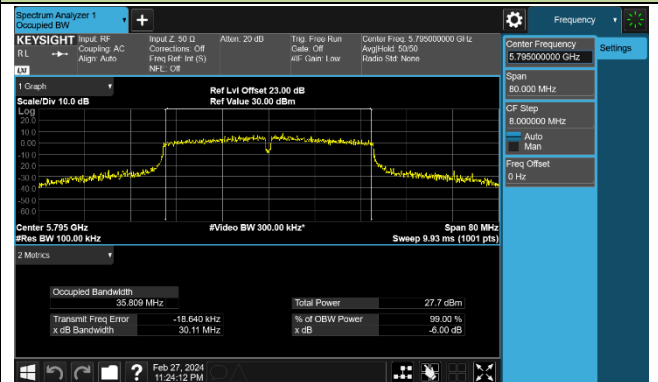 Spectrum Analyzer 1
Occupied BW
Frequency
KEYSIGHT
RL
LXI
Input: RF
Coupling: AC
Align: Auto
Input Z: 50 Ω
Corrections: Off
Freq Ref: Int (S)
NFE: Off
Atten: 20 dB
Trig: Free Run
Gate: Off
#IF Gain: Low
Center Freq: 5.795000000 GHz
Avg|Hold: 50/50
Radio Std: None
Center Frequency
5.795000000 GHz
Settings
Span
80.000 MHz
CF Step
8.000000 MHz
Auto
Man
Freq Offset
0 Hz
1 Graph
Scale/Div 10.0 dB
Ref Lvl Offset 23.00 dB
Ref Value 30.00 dBm
Log
20.0
10.0
0.00
-10.0
-20.0
-30.0
-40.0
-50.0
-60.0
Center 5.795 GHz
#Video BW 300.00 kHz*
Span 80 MHz
#Res BW 100.00 kHz
Sweep 9.93 ms (1001 pts)
2 Metrics
Occupied Bandwidth
35.809 MHz
Total Power 27.7 dBm
Transmit Freq Error -18.640 kHz
% of OBW Power 99.00 %
x dB Bandwidth 30.11 MHz
x dB -6.00 dB
?
Feb 27, 2024
11:24:12 PM